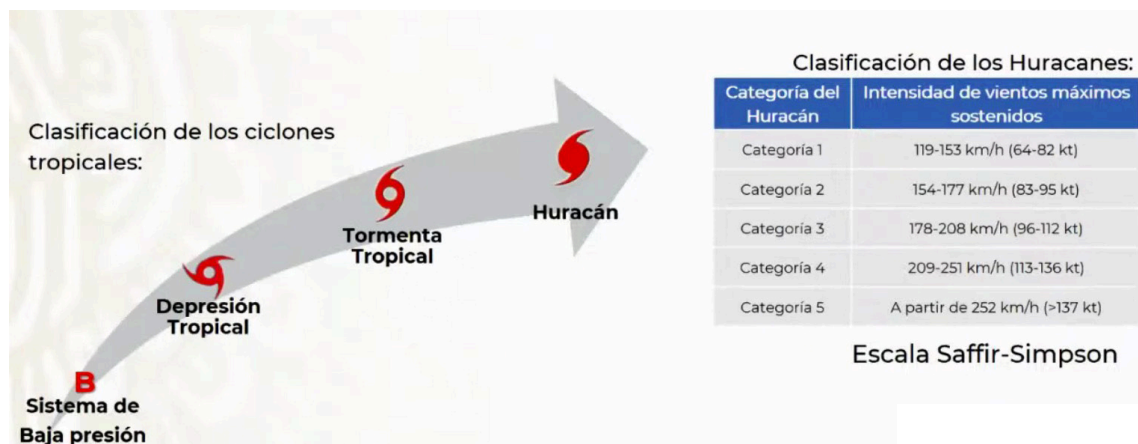 Clasificación de los ciclones
tropicales:
B
Sistema de
Baja presión
Depresión
Tropical
Tormenta
Tropical
Huracán
Clasificación de los Huracanes:
Categoría del Huracán Intensidad de vientos máximos sostenidos
Categoría 1 119-153 km/h (64-82 kt)
Categoría 2 154-177 km/h (83-95 kt)
Categoría 3 178-208 km/h (96-112 kt)
Categoría 4 209-251 km/h (113-136 kt)
Categoría 5 A partir de 252 km/h (>137 kt)
Escala Saffir-Simpson